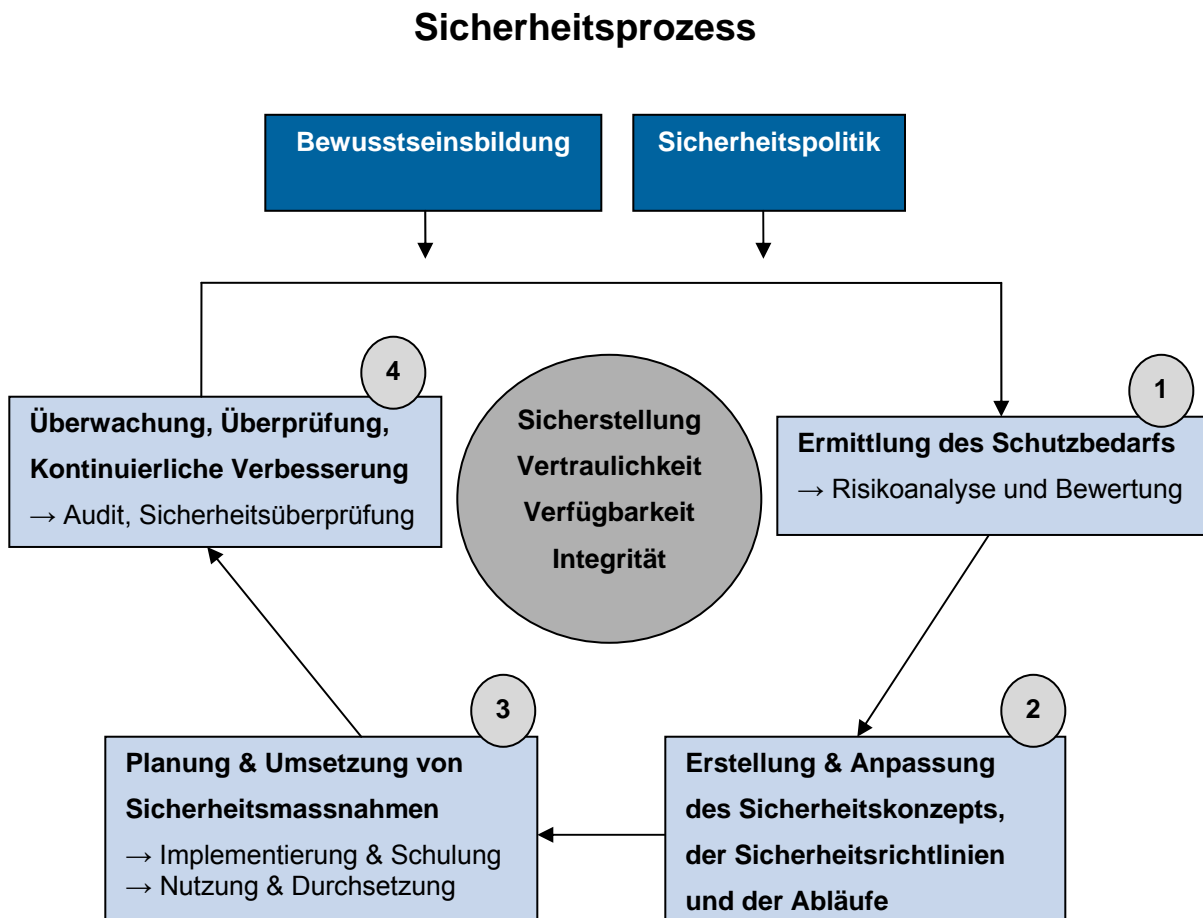 Sicherheitsprozess
Bewusstseinsbildung
Sicherheitspolitik
4
Überwachung, Überprüfung,
Kontinuierliche Verbesserung
→ Audit, Sicherheitsüberprüfung
Sicherstellung
Vertraulichkeit
Verfügbarkeit
Integrität
1
Ermittlung des Schutzbedarfs
→ Risikoanalyse und Bewertung
3
Planung & Umsetzung von
Sicherheitsmassnahmen
→ Implementierung & Schulung
→ Nutzung & Durchsetzung
2
Erstellung & Anpassung
des Sicherheitskonzepts,
der Sicherheitsrichtlinien
und der Abläufe